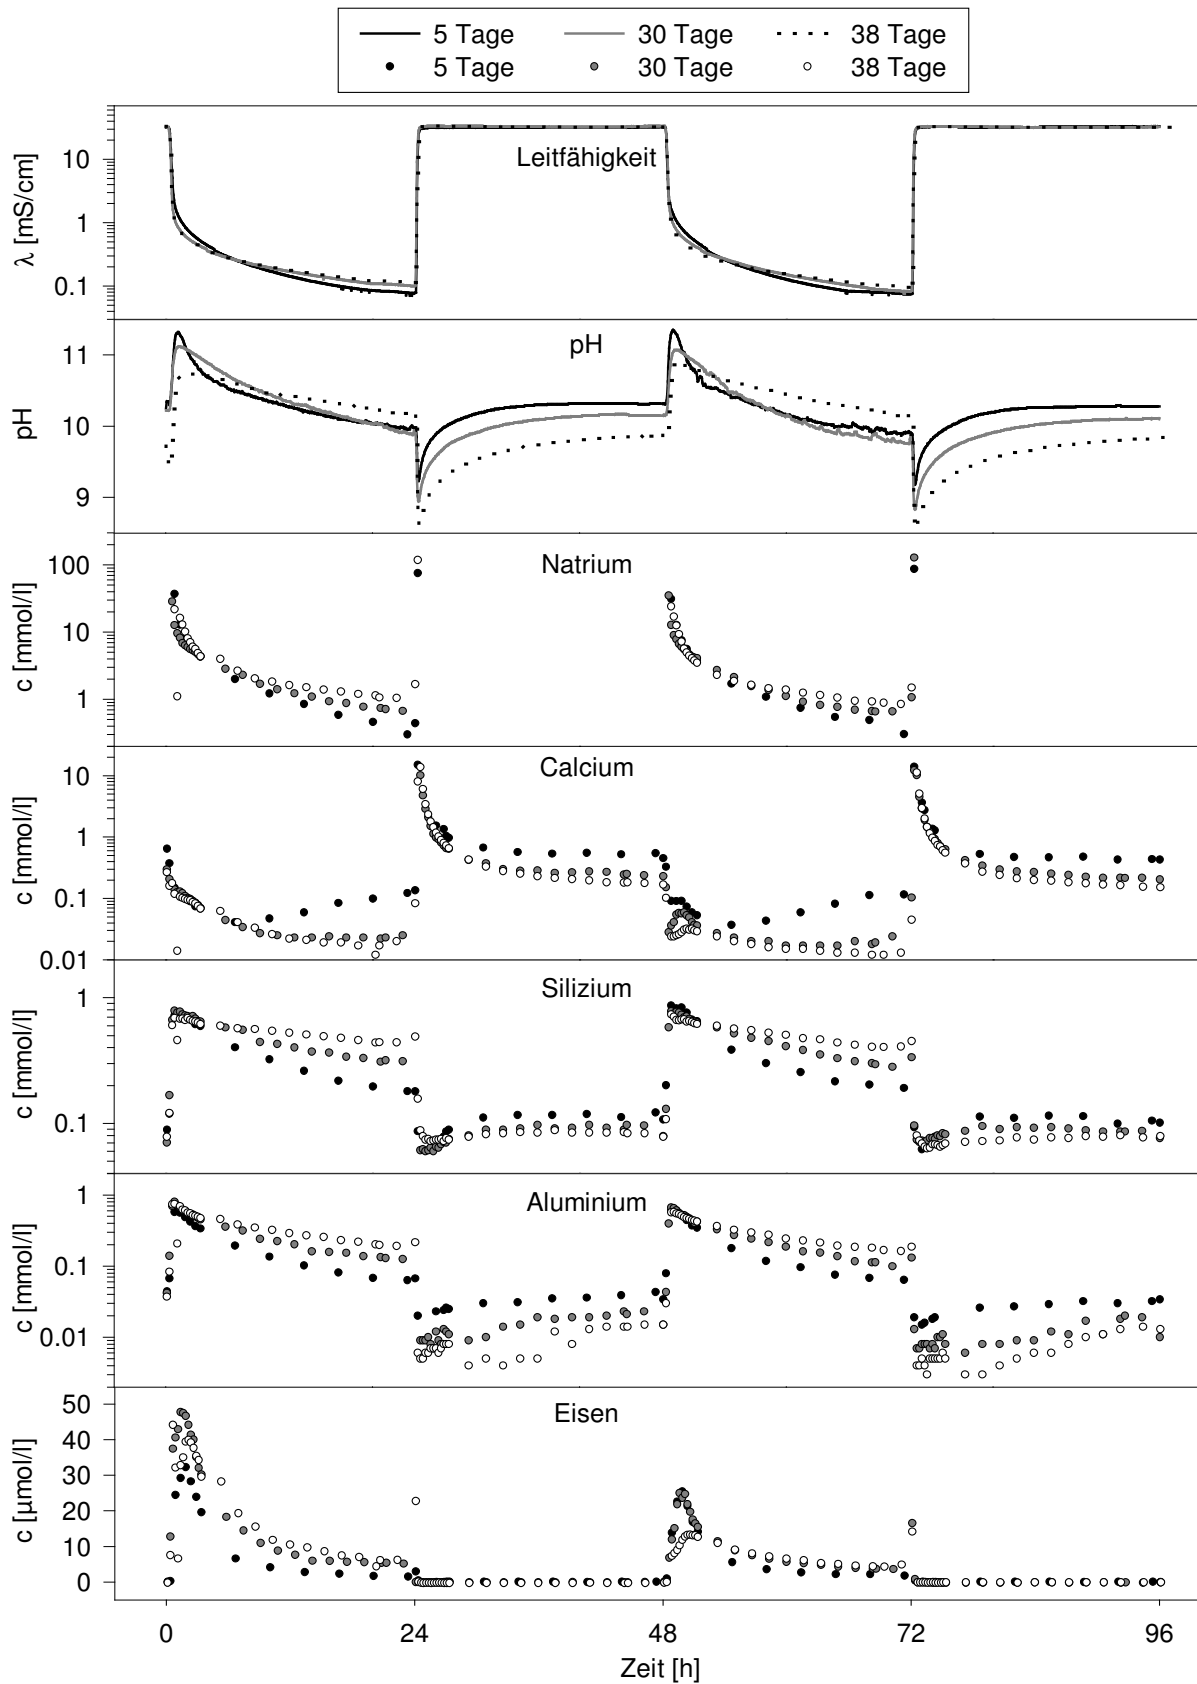 5 Tage 30 Tage 38 Tage
5 Tage 30 Tage 38 Tage
Leitfähigkeit
λ [mS/cm]
10
1
0.1
pH
pH
11
10
9
Natrium
c [mmol/l]
100
10
1
Calcium
c [mmol/l]
10
1
0.1
0.01
Silizium
c [mmol/l]
1
0.1
Aluminium
c [mmol/l]
1
0.1
0.01
Eisen
c [µmol/l]
50
40
30
20
10
0
0 24 48 72 96
Zeit [h]